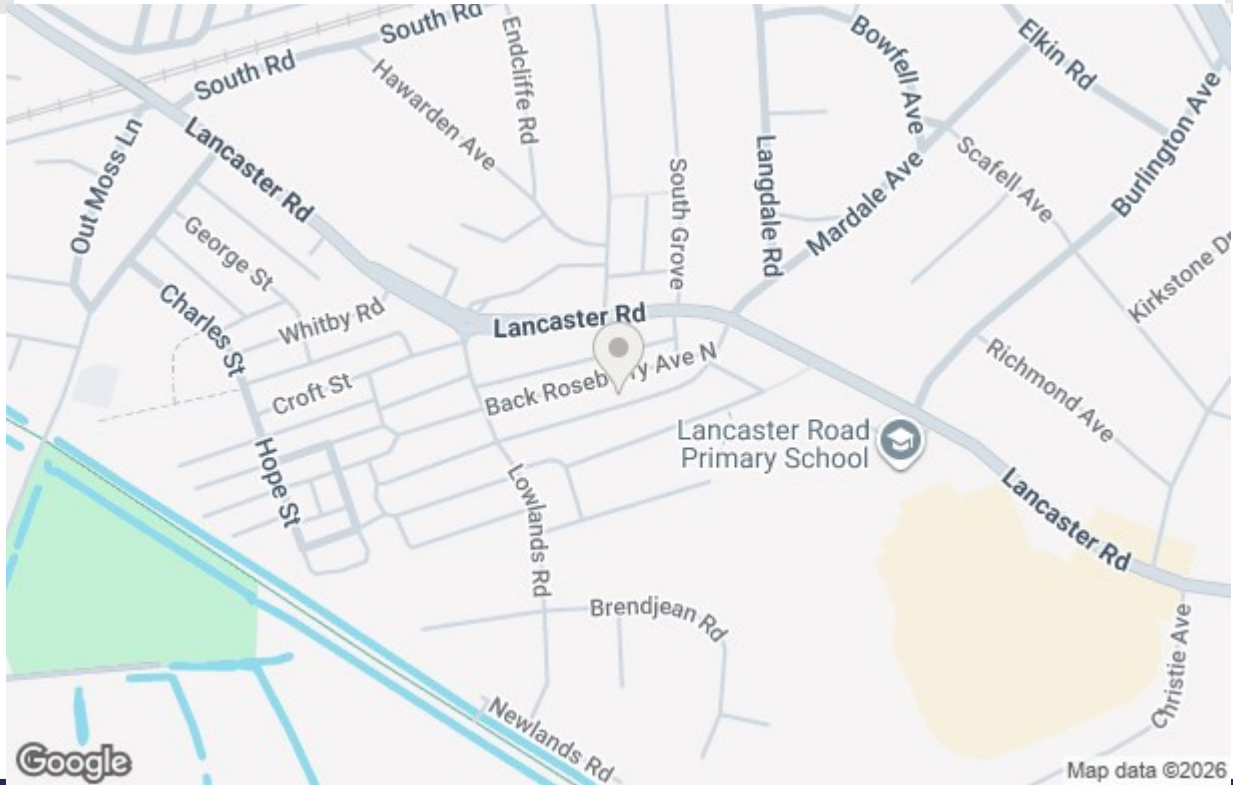 South Rd
South Rd
Endcliffe Rd
Hawarden Ave
Bowfell Ave
Elkin Rd
Burlington Ave
Out Moss Ln
Lancaster Rd
South Grove
Langdale Rd
Mardale Ave
Scafell Ave
George St
Kirkstone Dr
Charles St
Whitby Rd
Lancaster Rd
Croft St
Back Rosebery Ave N
Richmond Ave
Lancaster Road
Primary School
Hope St
Lowlands Rd
Lancaster Rd
Brendjean Rd
Christie Ave
Newlands Rd
Google
Map data ©2026